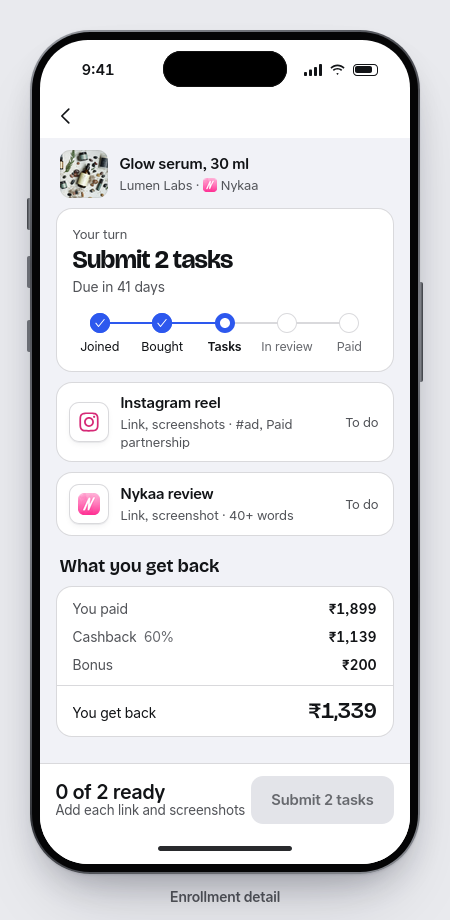 9:41
Glow serum, 30 ml
Lumen Labs · Nykaa
Your turn
Submit 2 tasks
Due in 41 days
Joined Bought Tasks In review Paid
Instagram reel
Link, screenshots · #ad, Paid
partnership
To do
Nykaa review
Link, screenshot · 40+ words
To do
What you get back
You paid ₹1,899
Cashback 60% ₹1,139
Bonus ₹200
You get back ₹1,339
0 of 2 ready
Add each link and screenshots
Submit 2 tasks
Enrollment detail